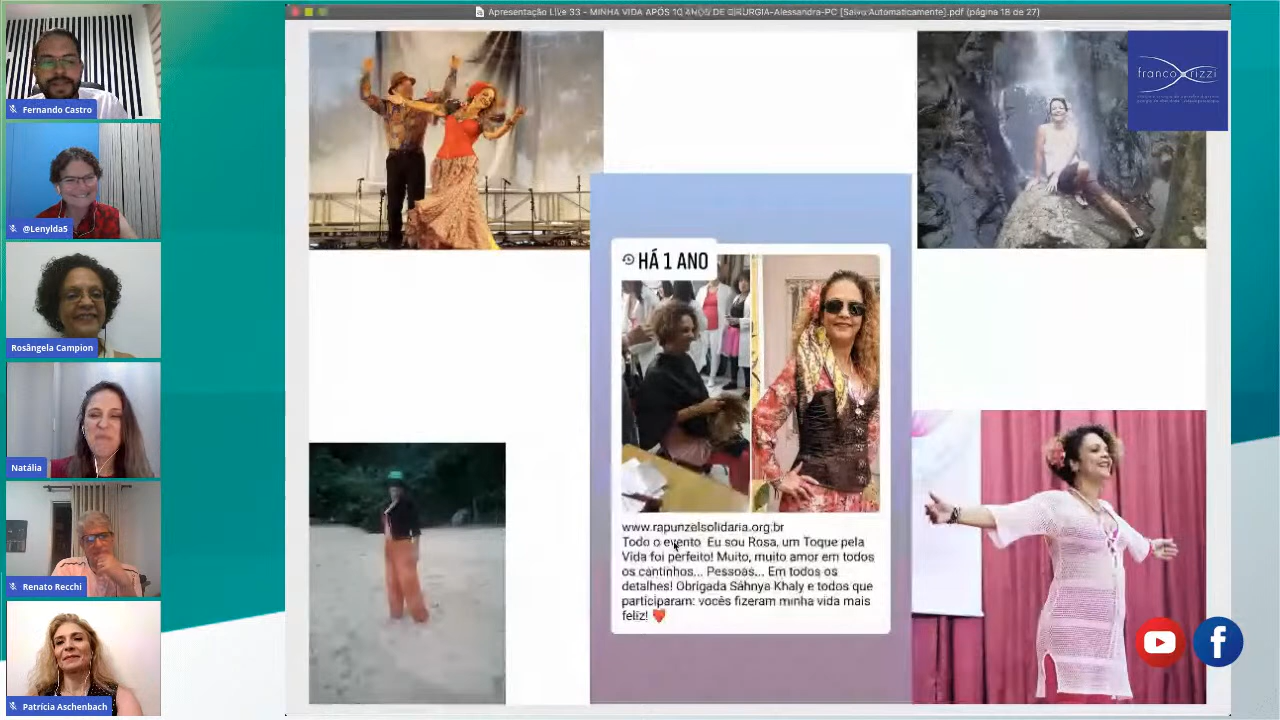 Apresentação Live 33 - MINHA VIDA APÓS 10 ANOS DE CIRURGIA-Alessandra-PC [Salvo Automaticamente].pdf (página 18 de 27)
franco rizzi
Fernando Castro
@LenyldaS
Rosângela Campion
Natália
Renato Recchi
Patrícia Aschenbach
HÁ 1 ANO
www.rapunzelsolidaria.org.br
Todo o evento Eu sou Rosa, um Toque pela
Vida foi perfeito! Muito, muito amor em todos
os cantinhos... Pessoas... Em todos os
detalhes! Obrigada Sáhnya Khaly e todos que
participaram: vocês fizeram minha vida mais
feliz! ❤️